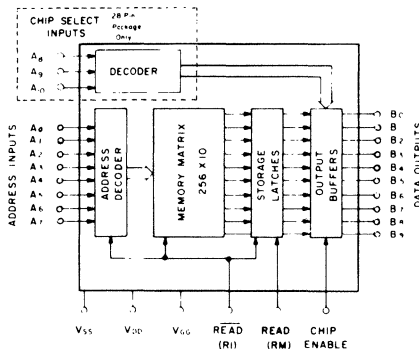 CHIP SELECT
INPUTS
28 Pin
Package
Only
A8
A9
A10
DECODER
ADDRESS INPUTS
A0
A1
A2
A3
A4
A5
A6
A7
ADDRESS
DECODER
MEMORY MATRIX
256 X 10
STORAGE
LATCHES
OUTPUT
BUFFERS
B0
B
B2
B3
B4
B5
B6
B7
B8
B9
DATA OUTPUTS
VSS
VDD
VGG
READ
(RI)
READ
(RM)
CHIP
ENABLE